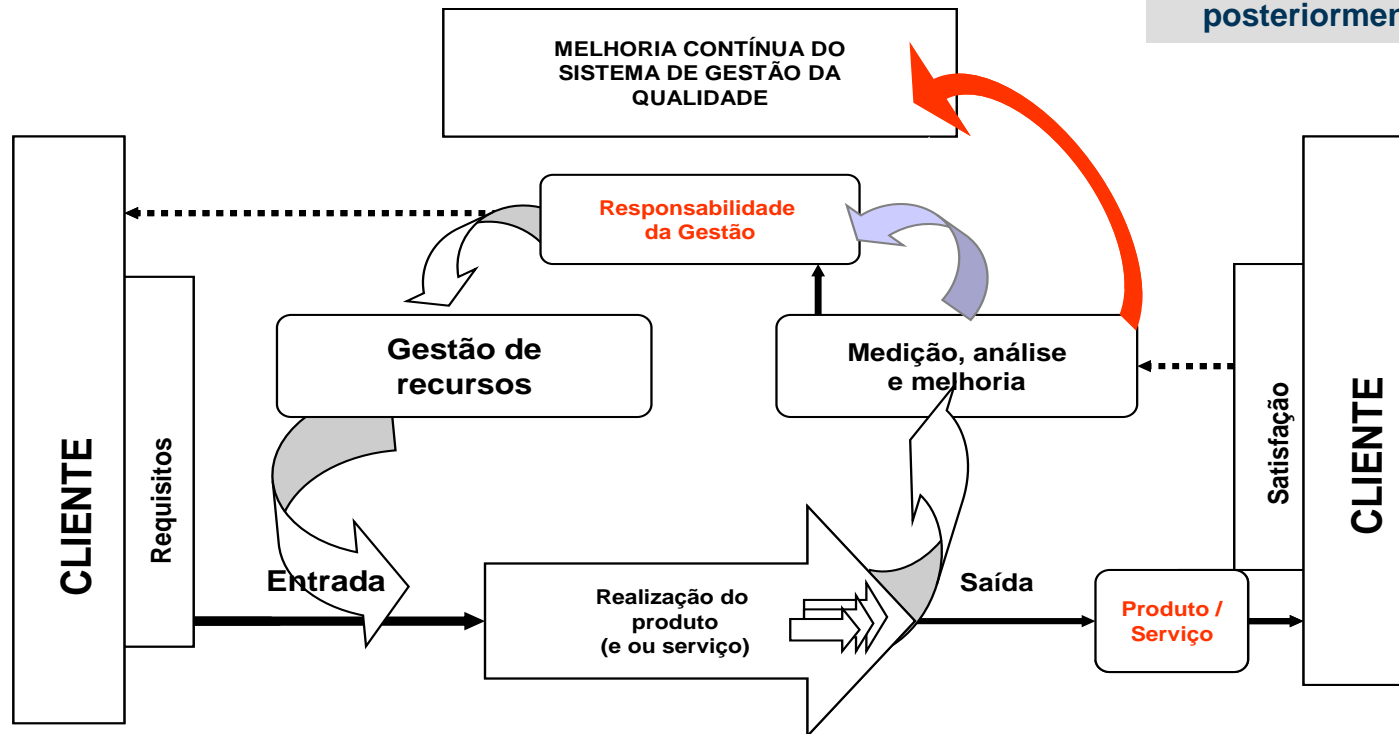 posteriormen
MELHORIA CONTÍNUA DO
SISTEMA DE GESTÃO DA
QUALIDADE
Responsabilidade
da Gestão
Gestão de
recursos
Medição, análise
e melhoria
CLIENTE
Requisitos
Satisfação
CLIENTE
Entrada
Realização do
produto
(e ou serviço)
Saída
Produto /
Serviço